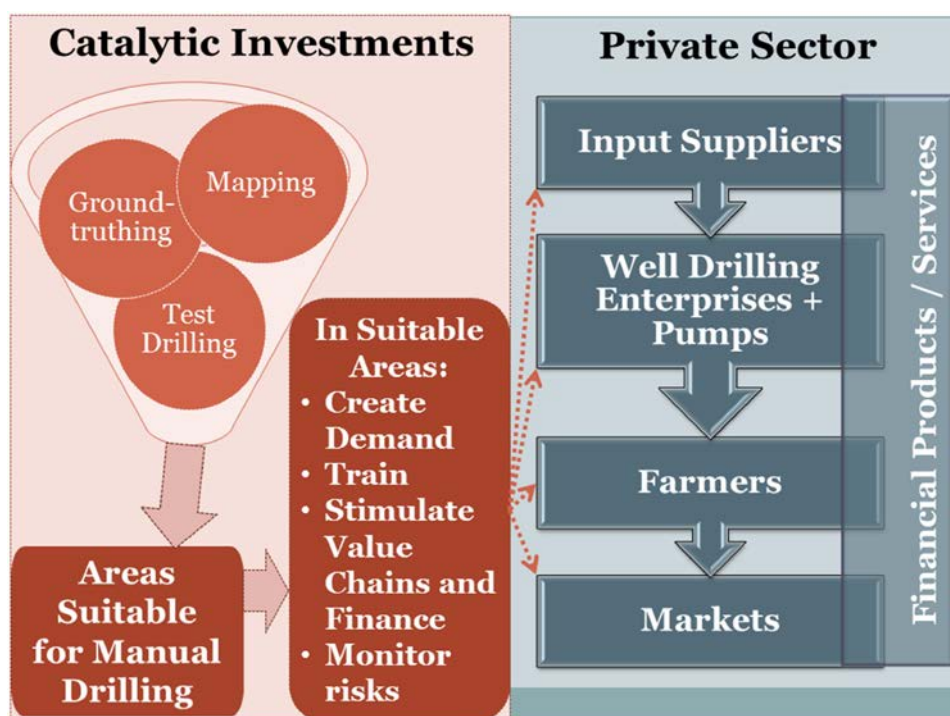 Catalytic Investments
Mapping
Ground-
truthing
Test
Drilling
Areas
Suitable
for Manual
Drilling
In Suitable
Areas:
• Create
Demand
• Train
• Stimulate
Value
Chains and
Finance
• Monitor
risks
Private Sector
Input Suppliers
Well Drilling
Enterprises +
Pumps
Farmers
Markets
Financial Products / Services